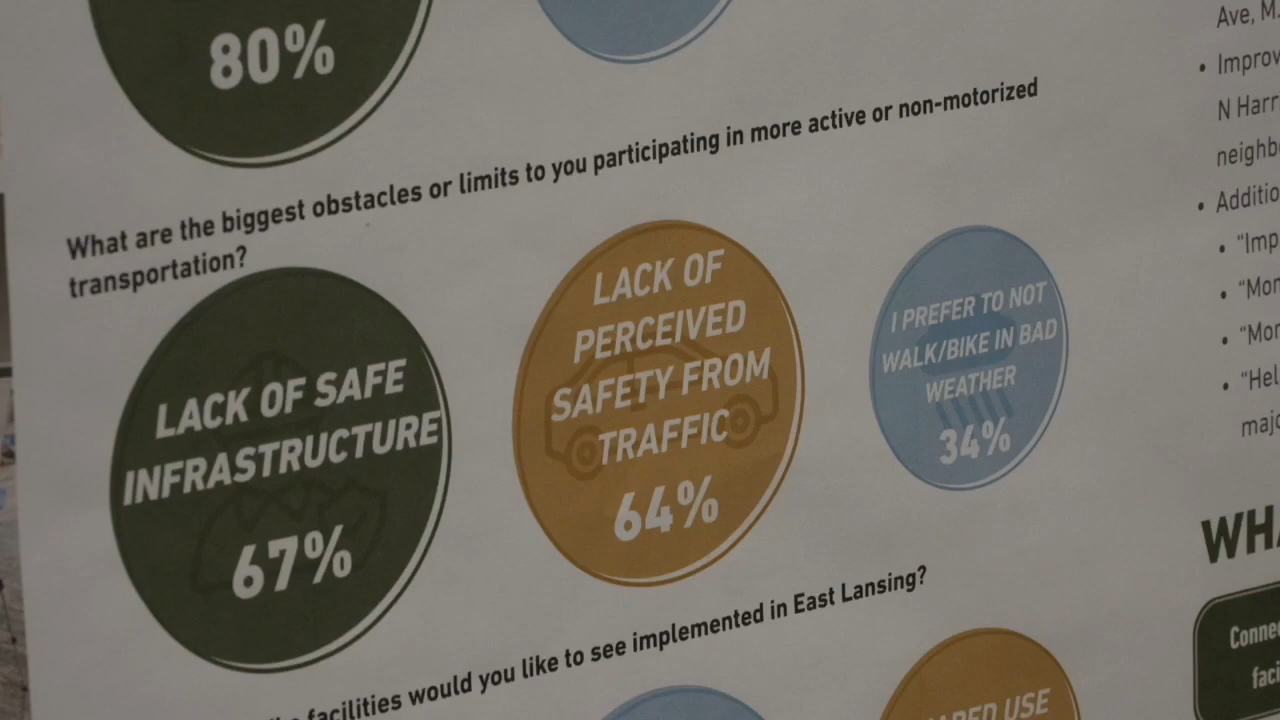 80%
What are the biggest obstacles or limits to you participating in more active or non-motorized
transportation?
LACK OF SAFE
INFRASTRUCTURE
67%
LACK OF
PERCEIVED
SAFETY FROM
TRAFFIC
64%
I PREFER TO NOT
WALK/BIKE IN BAD
WEATHER
34%
facilities would you like to see implemented in East Lansing?
USE
Ave, M.
• Improv
N Harr
neighb
• Additio
• “Imp
• “Mor
• “Mor
• “Hel
majo
WHA
Conne
faci